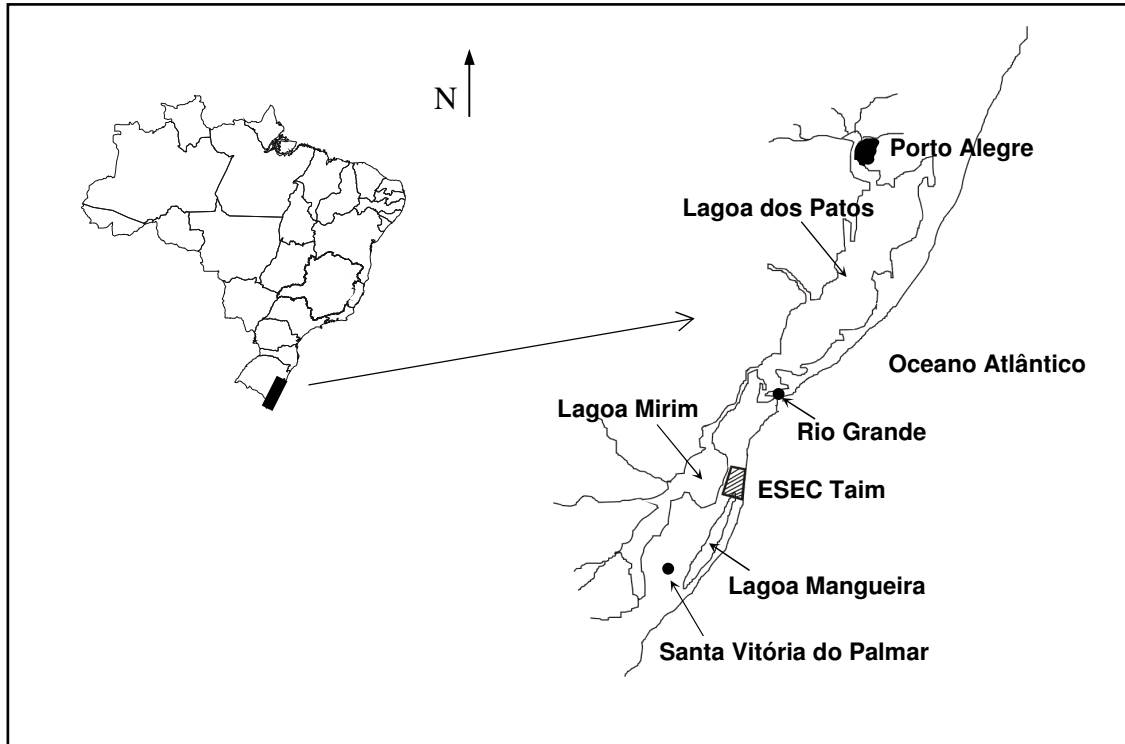 N
Porto Alegre
Lagoa dos Patos
Oceano Atlântico
Lagoa Mirim
Rio Grande
ESEC Taim
Lagoa Mangueira
Santa Vitória do Palmar